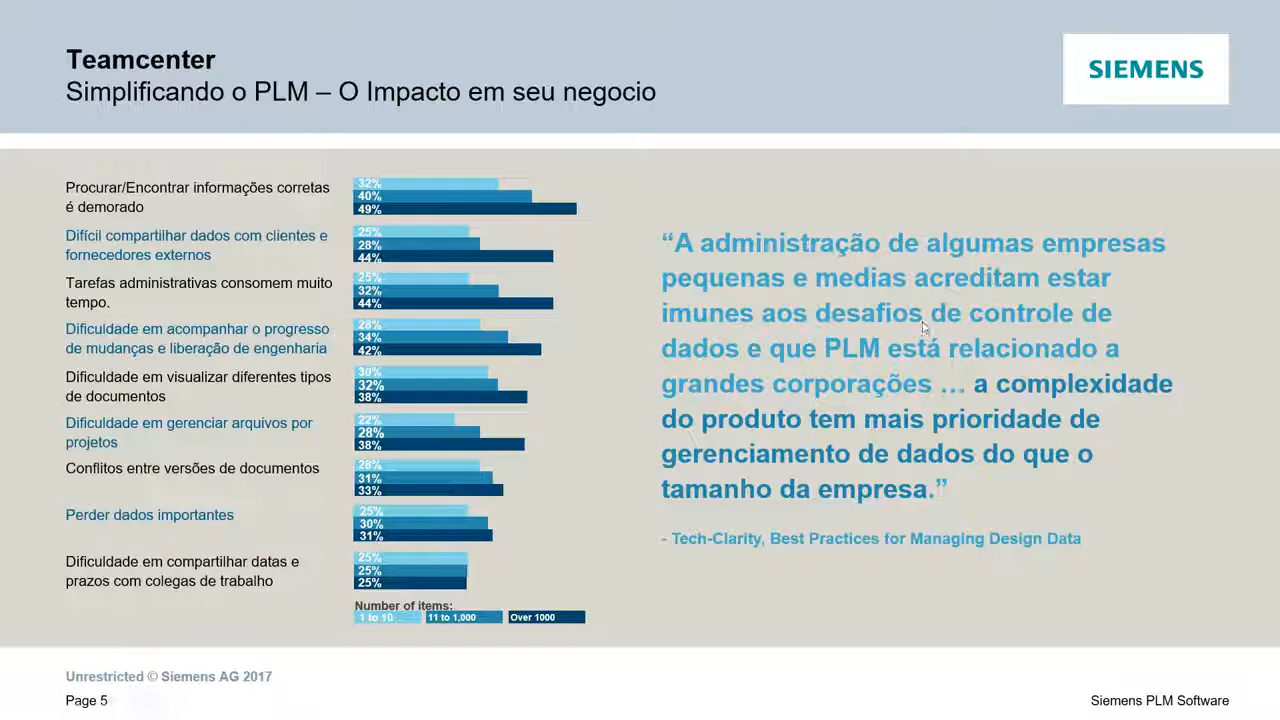 Teamcenter
Simplificando o PLM – O Impacto em seu negocio
SIEMENS
Procurar/Encontrar informações corretas
é demorado
32%
40%
49%
Difícil compartilhar dados com clientes e
fornecedores externos
25%
28%
44%
Tarefas administrativas consomem muito
tempo.
25%
32%
44%
Dificuldade em acompanhar o progresso
de mudanças e liberação de engenharia
28%
34%
42%
Dificuldade em visualizar diferentes tipos
de documentos
30%
32%
38%
Dificuldade em gerenciar arquivos por
projetos
22%
28%
38%
Conflitos entre versões de documentos
28%
31%
33%
Perder dados importantes
25%
30%
31%
Dificuldade em compartilhar datas e
prazos com colegas de trabalho
25%
25%
25%
Number of items:
1 to 10
11 to 1,000
Over 1000
“A administração de algumas empresas
pequenas e medias acreditam estar
imunes aos desafios de controle de
dados e que PLM está relacionado a
grandes corporações … a complexidade
do produto tem mais prioridade de
gerenciamento de dados do que o
tamanho da empresa.”
- Tech-Clarity, Best Practices for Managing Design Data
Unrestricted © Siemens AG 2017
Page 5
Siemens PLM Software